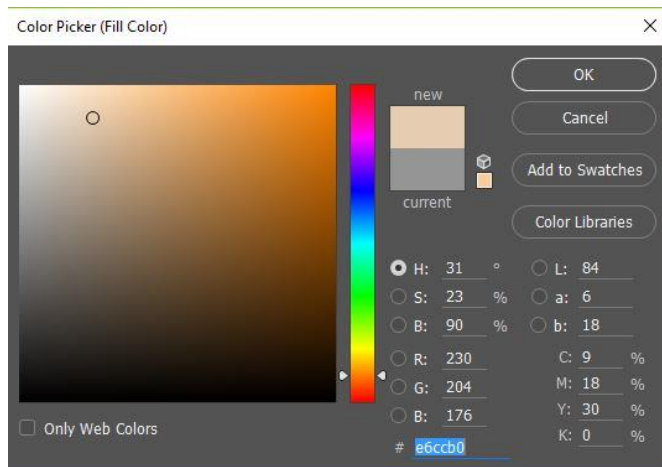 Color Picker (Fill Color)
new
current
OK
Cancel
Add to Swatches
Color Libraries
H: 31 °
S: 23 %
B: 90 %
R: 230
G: 204
B: 176
# e6ccb0
L: 84
a: 6
b: 18
C: 9 %
M: 18 %
Y: 30 %
K: 0 %
Only Web Colors